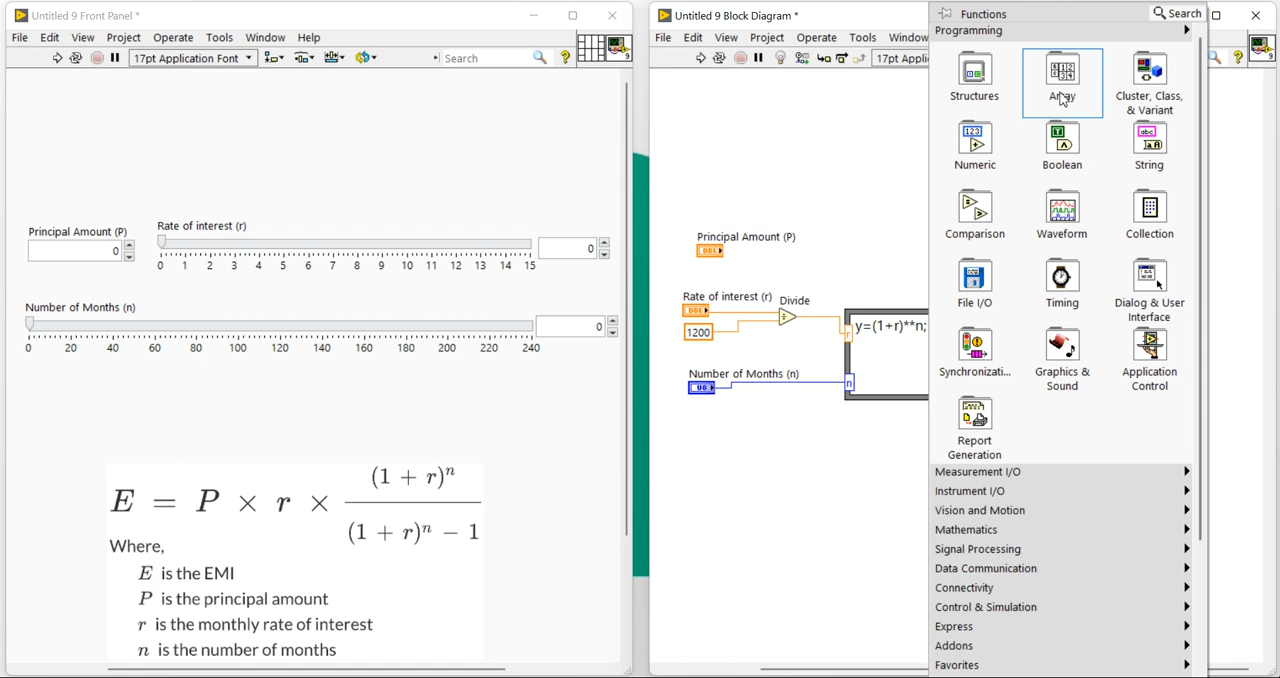 Untitled 9 Front Panel *
File Edit View Project Operate Tools Window Help
17pt Application Font
Search
?
9
Principal Amount (P)
0
Rate of interest (r)
0
0 1 2 3 4 5 6 7 8 9 10 11 12 13 14 15
Number of Months (n)
0
0 20 40 60 80 100 120 140 160 180 200 220 240
E = P × r × (1 + r)^n / (1 + r)^n − 1
Where,
E is the EMI
P is the principal amount
r is the monthly rate of interest
n is the number of months
Untitled 9 Block Diagram *
File Edit View Project Operate Tools Window
17pt Appli
?
9
Principal Amount (P)
DBL
Rate of interest (r)
DBL
Divide
1200
Number of Months (n)
U8
r
n
y=(1+r)**n;
Functions
Search
Programming
Structures
Array
Cluster, Class,
& Variant
Numeric
Boolean
String
Comparison
Waveform
Collection
File I/O
Timing
Dialog & User
Interface
Synchronizati...
Graphics &
Sound
Application
Control
Report
Generation
Measurement I/O
Instrument I/O
Vision and Motion
Mathematics
Signal Processing
Data Communication
Connectivity
Control & Simulation
Express
Addons
Favorites